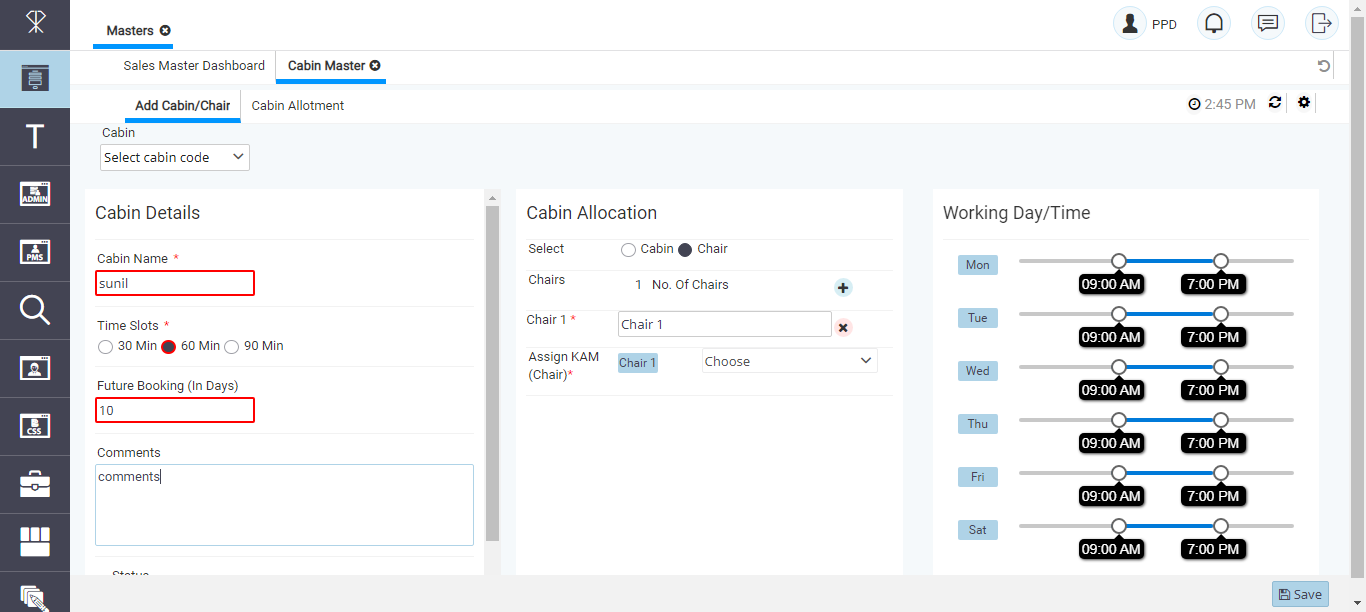 Masters
PPD
Sales Master Dashboard
Cabin Master
Add Cabin/Chair
Cabin Allotment
2:45 PM
T
ADMIN
PMS
CSS
Cabin
Select cabin code
Cabin Details
Cabin Name *
sunil
Time Slots *
30 Min 60 Min 90 Min
Future Booking (In Days)
10
Comments
comments
Status
Cabin Allocation
Select Cabin Chair
Chairs 1 No. Of Chairs
Chair 1 * Chair 1
Assign KAM Chair 1 Choose
(Chair)*
Working Day/Time
Mon
09:00 AM 7:00 PM
Tue
09:00 AM 7:00 PM
Wed
09:00 AM 7:00 PM
Thu
09:00 AM 7:00 PM
Fri
09:00 AM 7:00 PM
Sat
09:00 AM 7:00 PM
Save